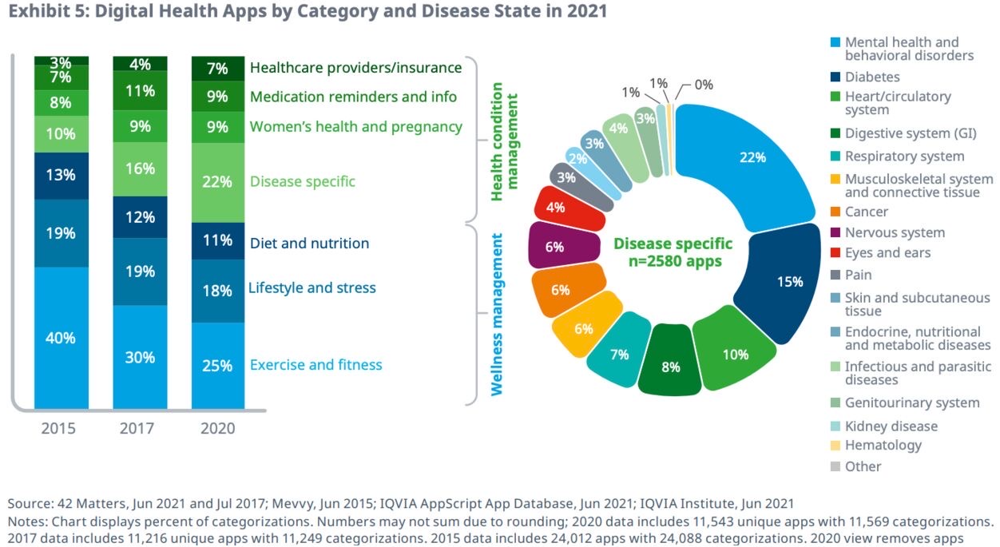 Exhibit 5: Digital Health Apps by Category and Disease State in 2021
3%
7%
8%
10%
13%
19%
40%
2015
4%
11%
9%
16%
12%
19%
30%
2017
7%
9%
9%
22%
11%
18%
25%
2020
Healthcare providers/insurance
Medication reminders and info
Women’s health and pregnancy
Disease specific
Diet and nutrition
Lifestyle and stress
Exercise and fitness
Health condition
management
Wellness management
22%
15%
10%
8%
7%
6%
6%
6%
4%
3%
2%
3%
4%
3%
1%
1%
0%
Disease specific
n=2580 apps
Mental health and
behavioral disorders
Diabetes
Heart/circulatory
system
Digestive system (GI)
Respiratory system
Musculoskeletal system
and connective tissue
Cancer
Nervous system
Eyes and ears
Pain
Skin and subcutaneous
tissue
Endocrine, nutritional
and metabolic diseases
Infectious and parasitic
diseases
Genitourinary system
Kidney disease
Hematology
Other
Source: 42 Matters, Jun 2021 and Jul 2017; Mevvy, Jun 2015; IQVIA AppScript App Database, Jun 2021; IQVIA Institute, Jun 2021
Notes: Chart displays percent of categorizations. Numbers may not sum due to rounding; 2020 data includes 11,543 unique apps with 11,569 categorizations.
2017 data includes 11,216 unique apps with 11,249 categorizations. 2015 data includes 24,012 apps with 24,088 categorizations. 2020 view removes apps